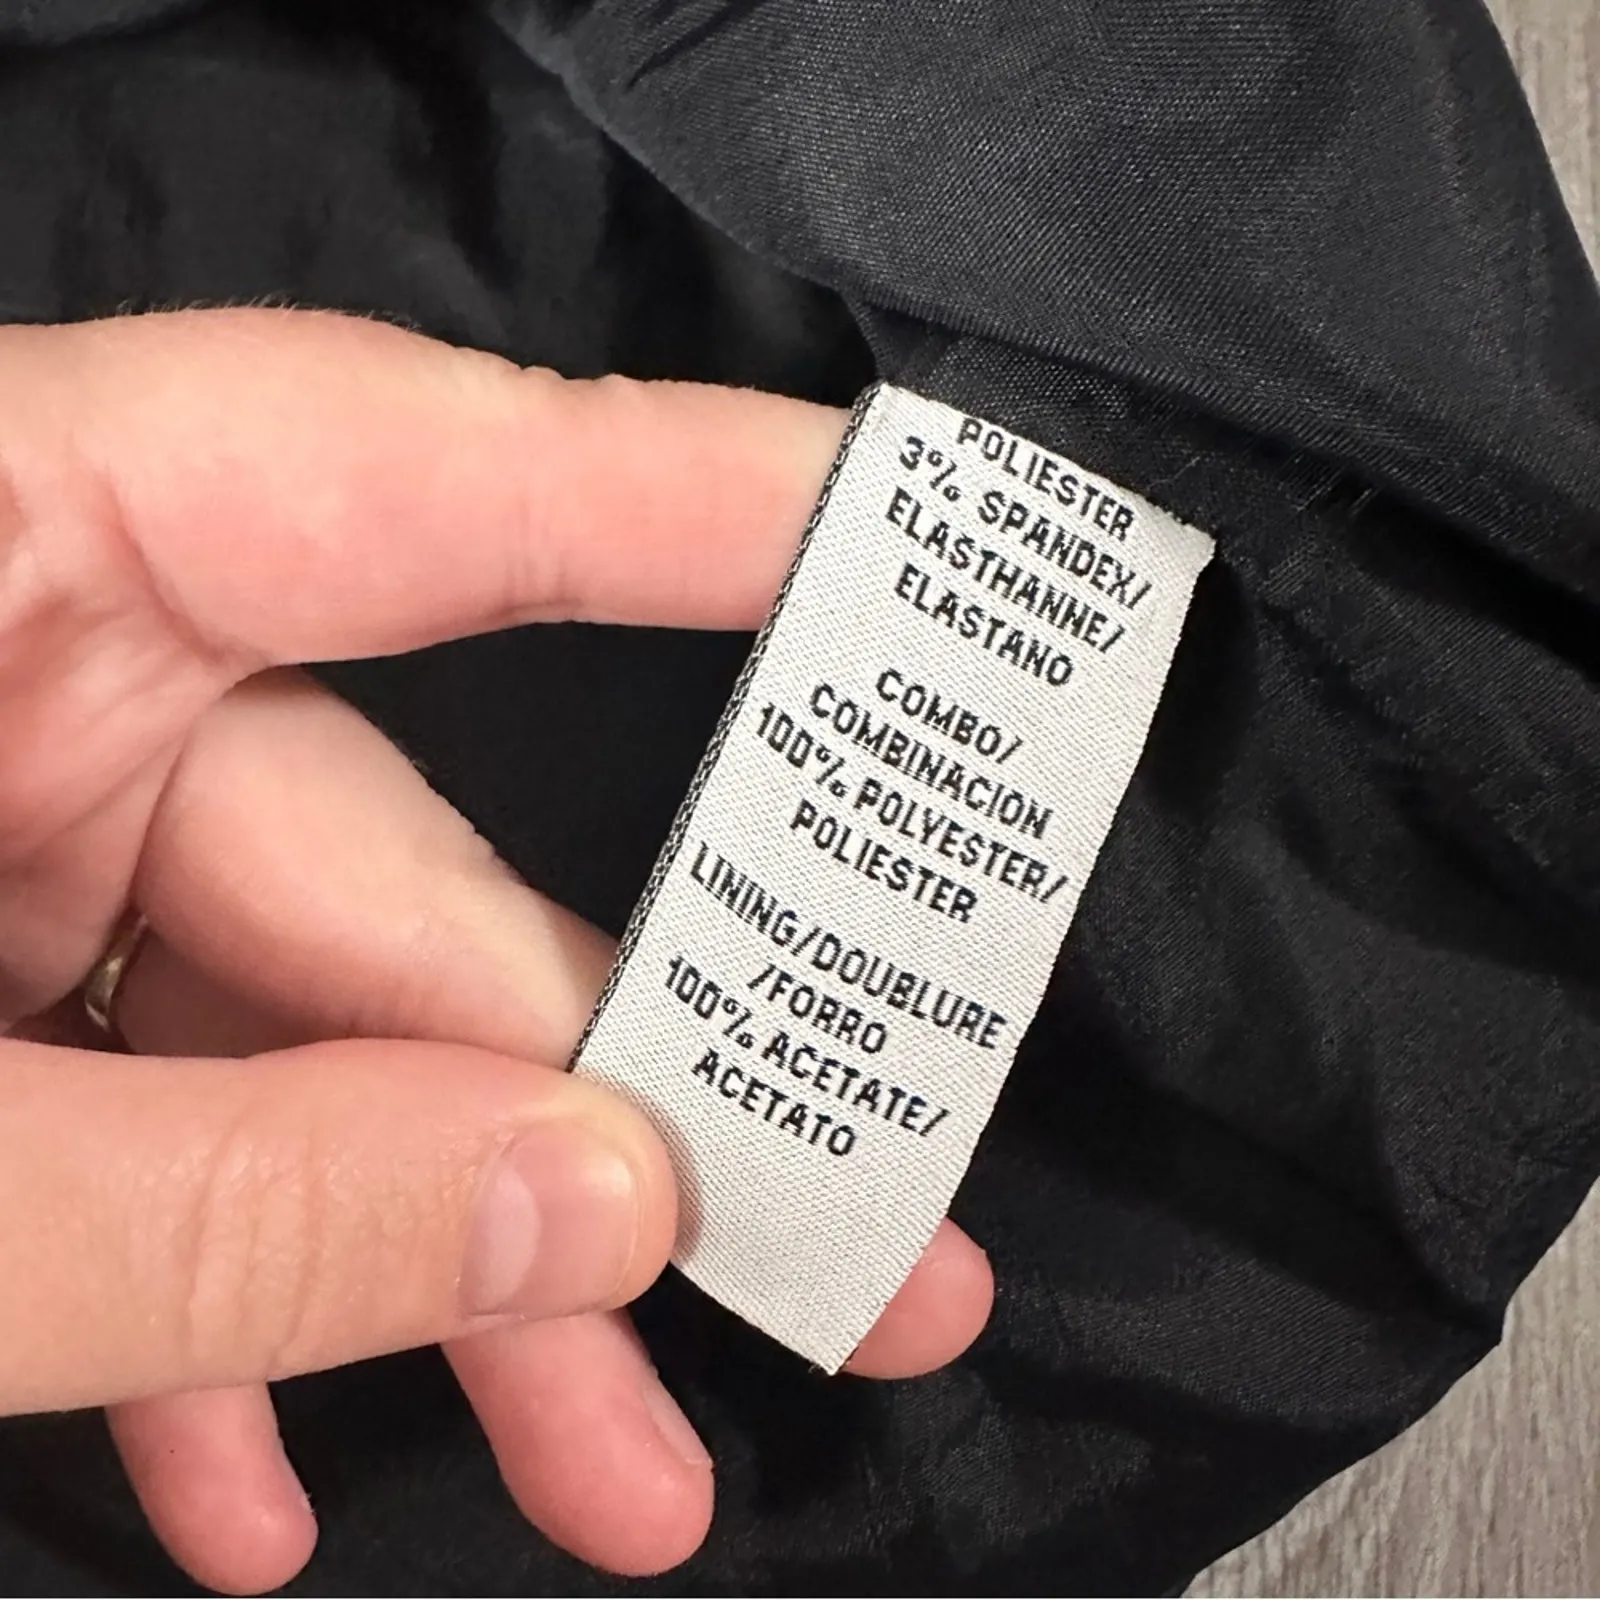 POLIESTER
3% SPANDEX/
ELASTHANNE/
ELASTANO
COMBO/
COMBINACION
100% POLYESTER/
POLIESTER
LINING/DOUBLURE
/FORRO
100% ACETATE/
ACETATO